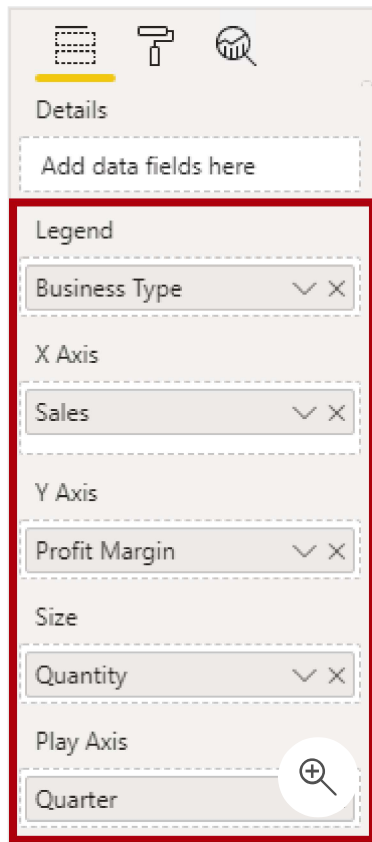 Details
Add data fields here
Legend
Business Type
X Axis
Sales
Y Axis
Profit Margin
Size
Quantity
Play Axis
Quarter